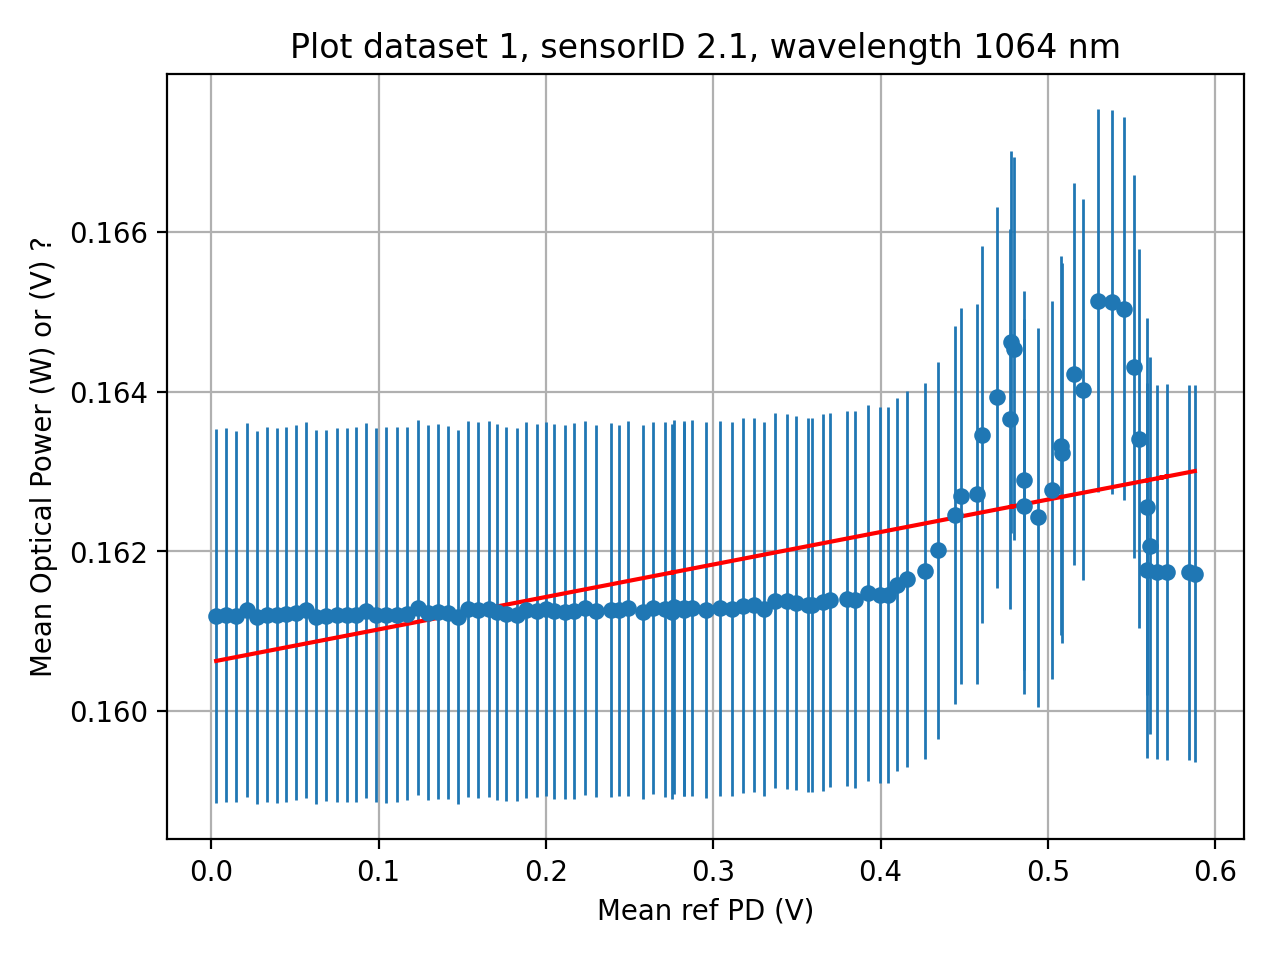 Plot dataset 1, sensorID 2.1, wavelength 1064 nm
Mean Optical Power (W) or (V) ?
0.166
0.164
0.162
0.160
0.0 0.1 0.2 0.3 0.4 0.5 0.6
Mean ref PD (V)